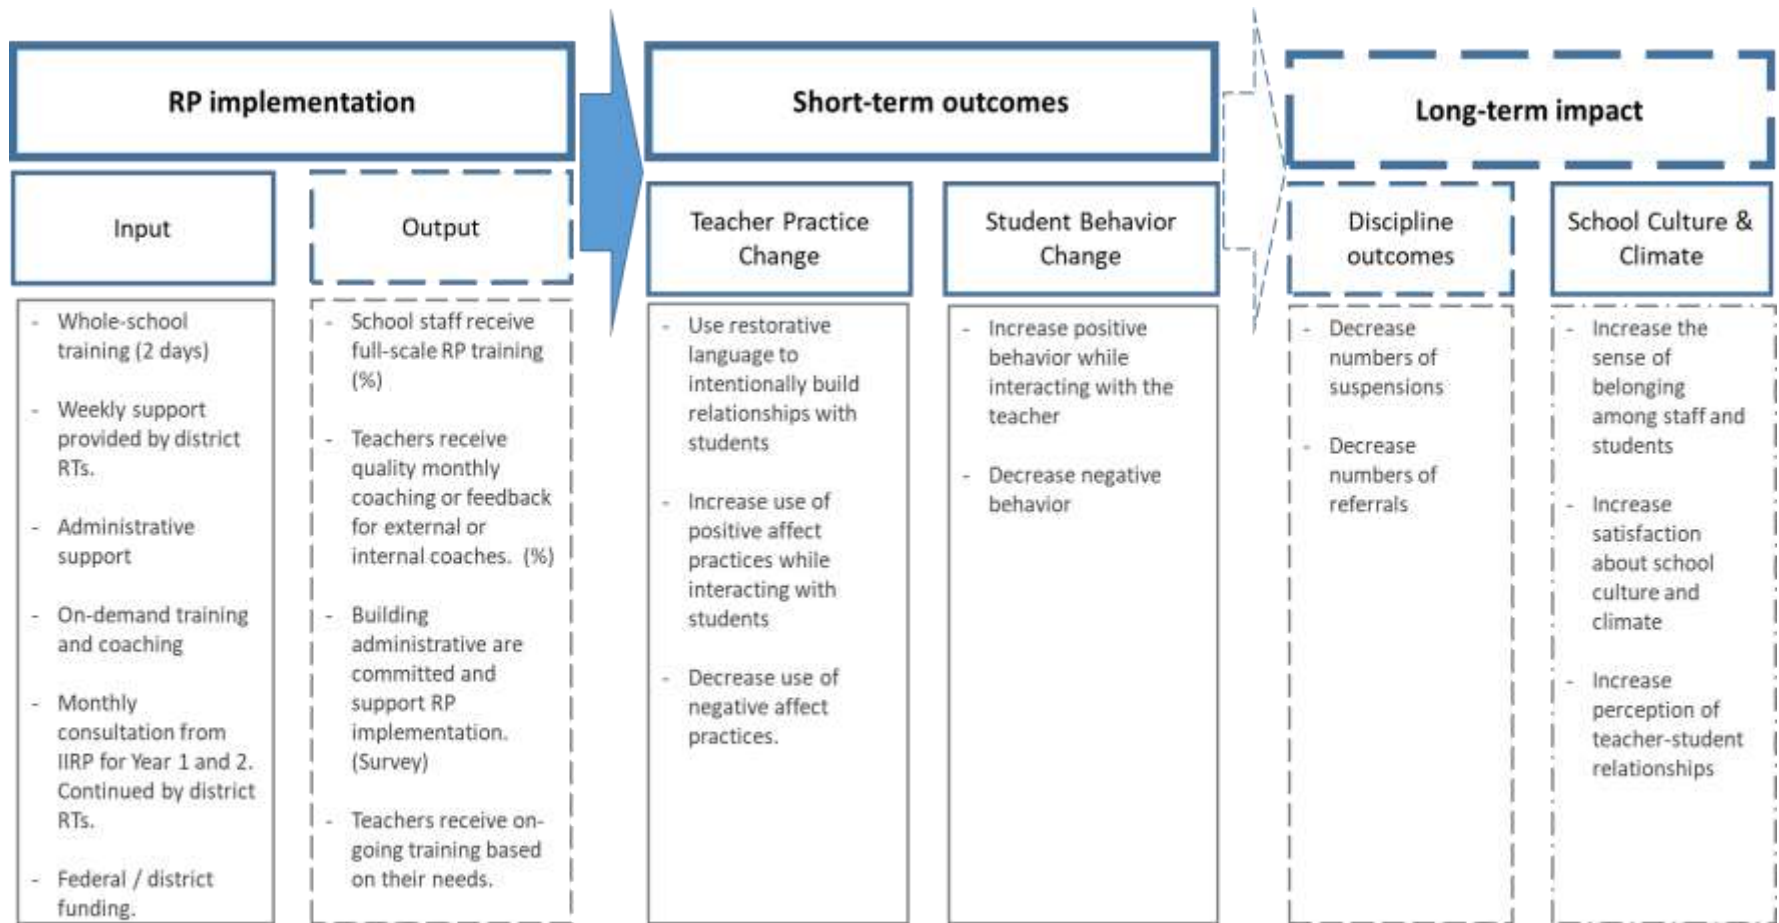 RP implementation
Input
- Whole-school
training (2 days)
- Weekly support
provided by district
RTs.
- Administrative
support
- On-demand training
and coaching
- Monthly
consultation from
IIRP for Year 1 and 2.
Continued by district
RTs.
- Federal / district
funding.
Output
- School staff receive
full-scale RP training
(%)
- Teachers receive
quality monthly
coaching or feedback
for external or
internal coaches. (%)
- Building
administrative are
committed and
support RP
implementation.
(Survey)
- Teachers receive on-
going training based
on their needs.
Short-term outcomes
Teacher Practice
Change
- Use restorative
language to
intentionally build
relationships with
students
- Increase use of
positive affect
practices while
interacting with
students
- Decrease use of
negative affect
practices.
Student Behavior
Change
- Increase positive
behavior while
interacting with the
teacher
- Decrease negative
behavior
Long-term impact
Discipline
outcomes
- Decrease
numbers of
suspensions
- Decrease
numbers of
referrals
School Culture &
Climate
- Increase the
sense of
belonging
among staff and
students
- Increase
satisfaction
about school
culture and
climate
- Increase
perception of
teacher-student
relationships